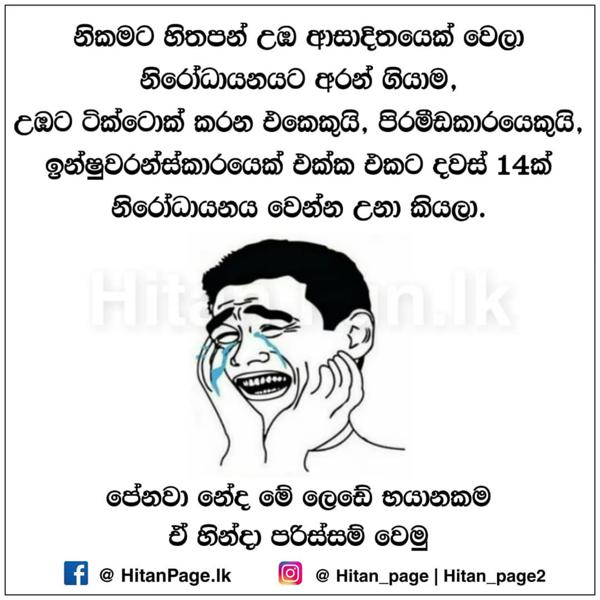 නිකමට හිතපන් උඹ ආසාදිතයෙක් වෙලා
නිරෝධායනයට අරන් ගියාම,
උඹට ටික්ටොක් කරන එකෙකුයි, පිරමීඩකාරයෙකුයි,
ඉන්ෂුවරන්ස්කාරයෙක් එක්ක එකට දවස් 14ක්
නිරෝධායනය වෙන්න උනා කියලා.
පේනවා නේද මේ ලෙඩේ භයානකම
ඒ හින්දා පරිස්සම් වෙමු
@ HitanPage.lk @ Hitan_page | Hitan_page2